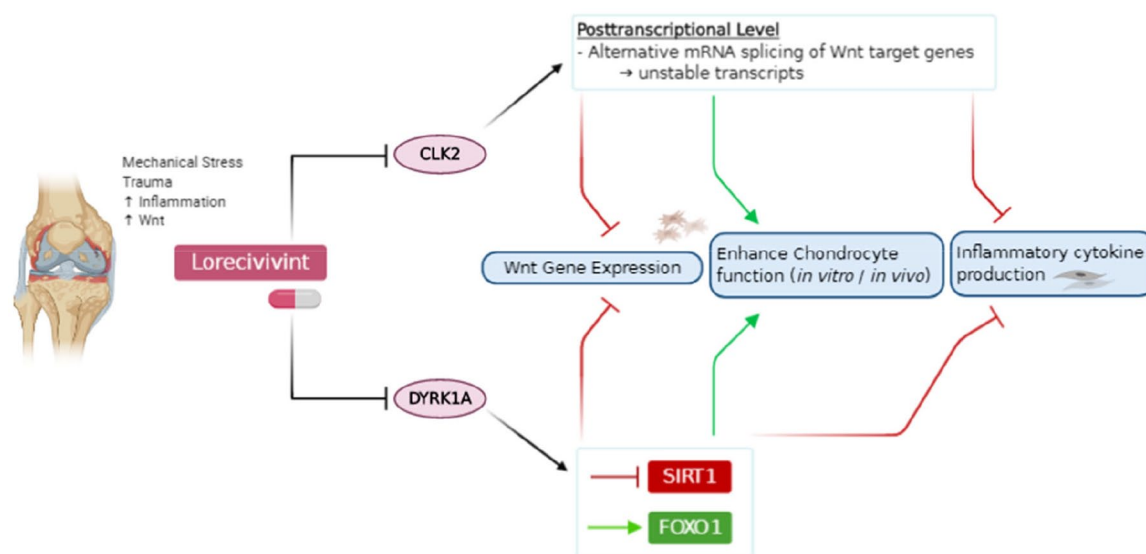 Posttranscriptional Level
- Alternative mRNA splicing of Wnt target genes
→ unstable transcripts
CLK2
Mechanical Stress
Trauma
↑ Inflammation
↑ Wnt
Lorecivivint
Wnt Gene Expression
Enhance Chondrocyte
function (in vitro / in vivo)
Inflammatory cytokine
production
DYRK1A
SIRT1
FOXO1